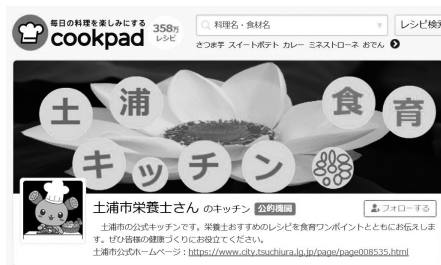 毎日の料理を楽しみにする
cookpad
358万
レシピ
料理名・食材名
レシピ検索
さつま芋 スイートポテト カレー ミネストローネ おでん
土浦 食育
キッチン
土浦市栄養士さん のキッチン 公的機関
フォローする
土浦市の公式キッチンです。栄養士おすすめのレシピを食育ワンポイントとともにお伝えしま
す。ぜひ皆様の健康づくりにお役立てください。
土浦市公式ホームページ:https://www.city.tsuchiura.lg.jp/page/page008535.html